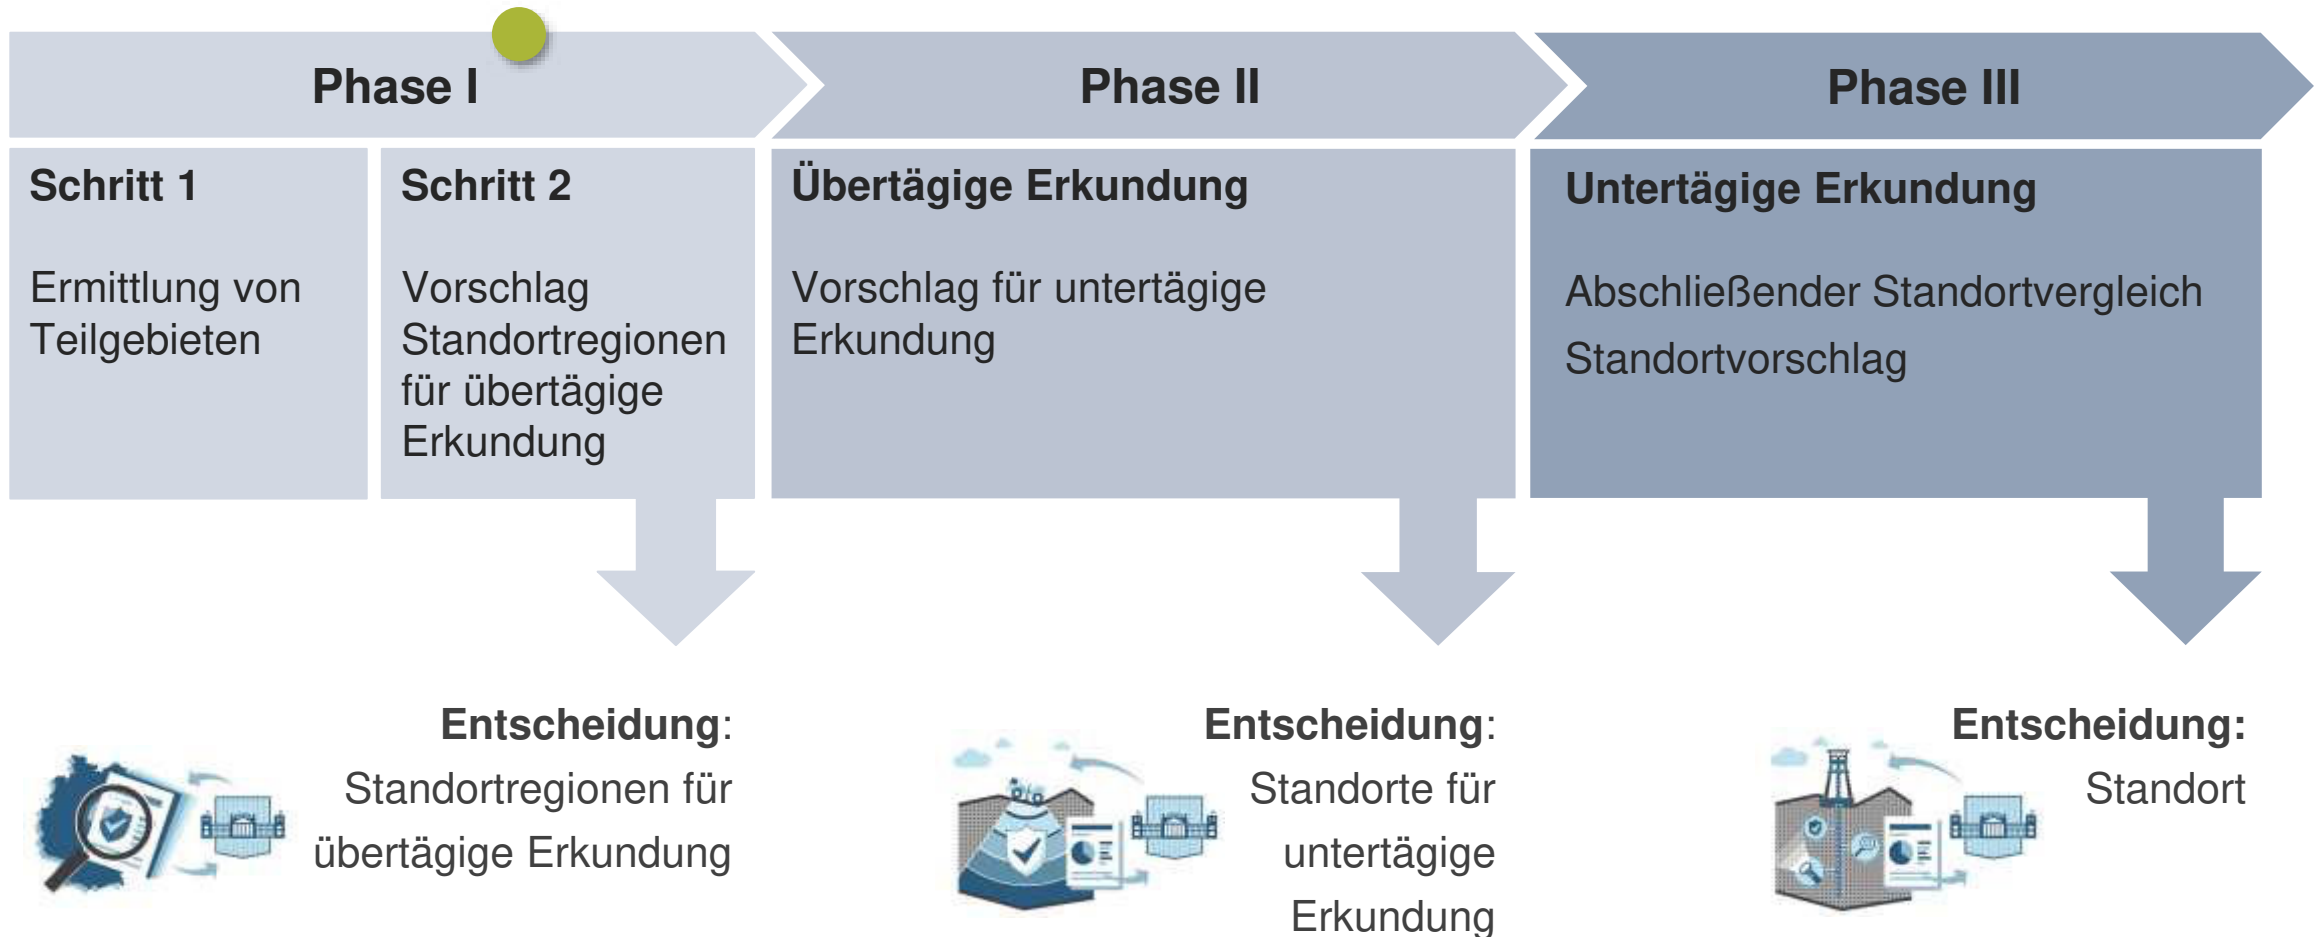 Phase I
Phase II
Phase III
Schritt 1
Ermittlung von
Teilgebieten
Schritt 2
Vorschlag
Standortregionen
für übertägige
Erkundung
Übertägige Erkundung
Vorschlag für untertägige
Erkundung
Untertägige Erkundung
Abschließender Standortvergleich
Standortvorschlag
Entscheidung:
Standortregionen für
übertägige Erkundung
Entscheidung:
Standorte für
untertägige
Erkundung
Entscheidung:
Standort